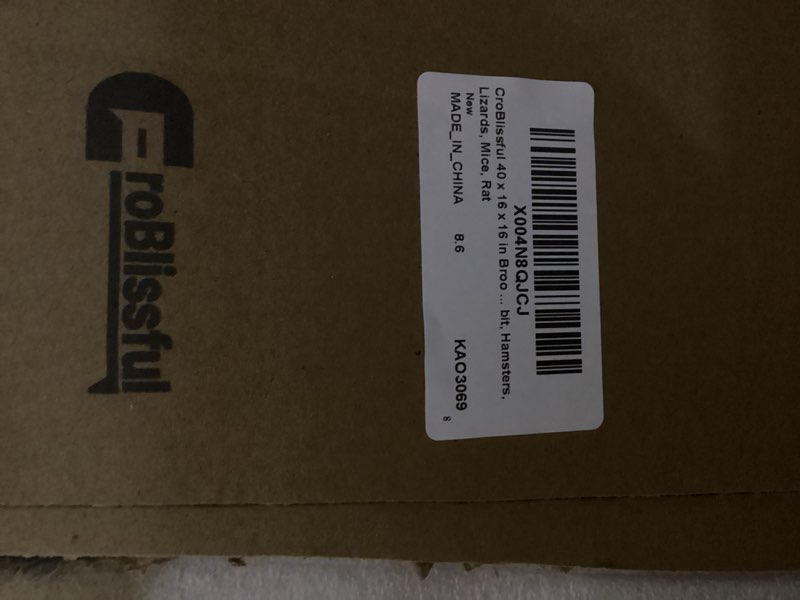 X004N8QJCJ
CroBlissful 40 x 16 x 16 in Broo ... bit, Hamsters,
Lizards, Mice, Rat
New
MADE_IN_CHINA 8.6 KAO3069
8
CroBlissful